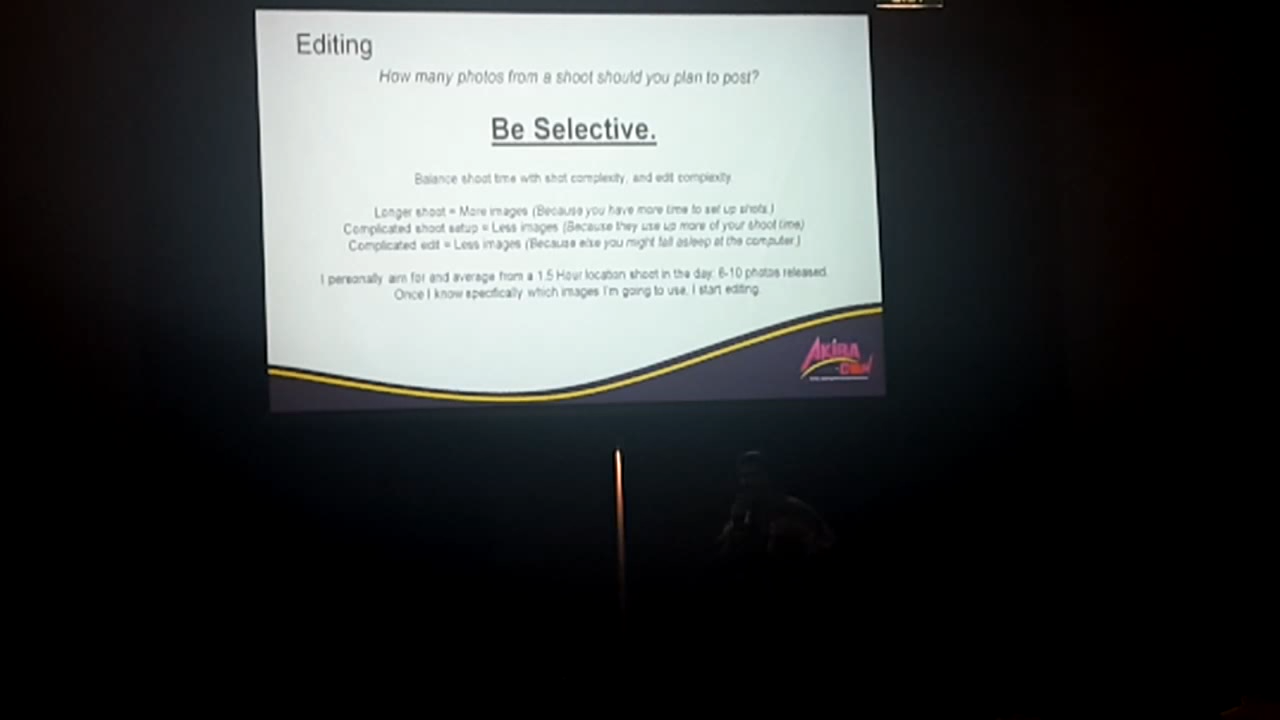 Editing
How many photos from a shoot should you plan to post?
Be Selective.
Balance shoot time with shot complexity, and edit complexity.
Longer shoot = More images (Because you have more time to set up shots.)
Complicated shoot setup = Less images (Because they use up more of your shoot time)
Complicated edit = Less images (Because else you might fall asleep at the computer.)
I personally aim for and average from a 1.5 Hour location shoot in the day: 6-10 photos released.
Once I know specifically which images I'm going to use, I start editing.
AKIRA
-CON